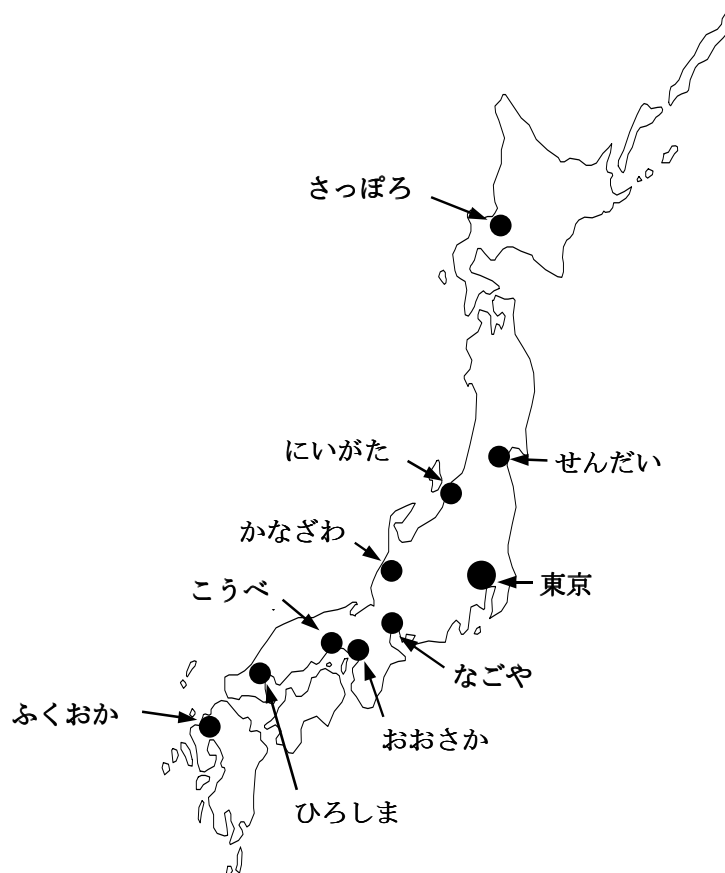 さっぽろ
にいがた
せんだい
かなざわ
東京
こうべ
なごや
ふくおか
おおさか
ひろしま